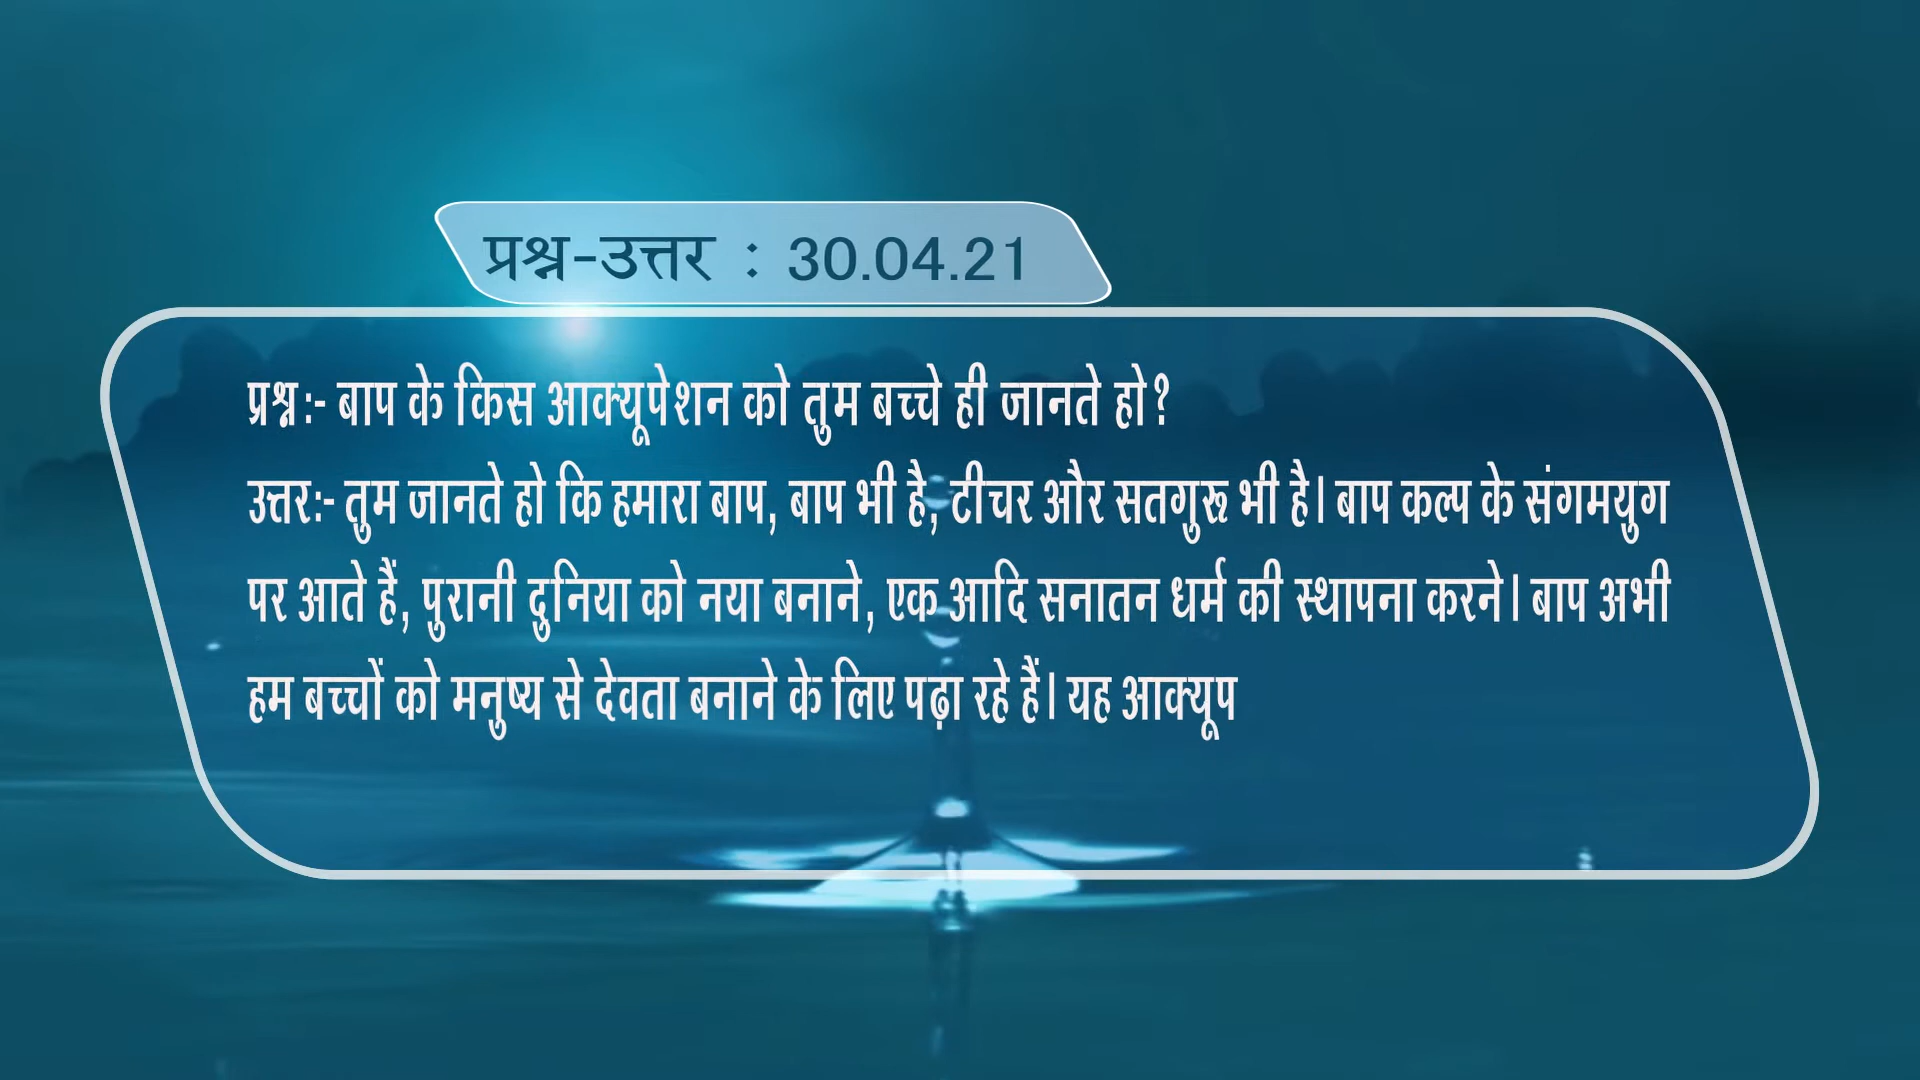 प्रश्न-उत्तर : 30.04.21
प्रश्न:- बाप के किस आक्यूपेशन को तुम बच्चे ही जानते हो?
उत्तर:- तुम जानते हो कि हमारा बाप, बाप भी है, टीचर और सतगुरू भी है। बाप कल्प के संगमयुग
पर आते हैं, पुरानी दुनिया को नया बनाने, एक आदि सनातन धर्म की स्थापना करने। बाप अभी
हम बच्चों को मनुष्य से देवता बनाने के लिए पढ़ा रहे हैं। यह आक्यूप